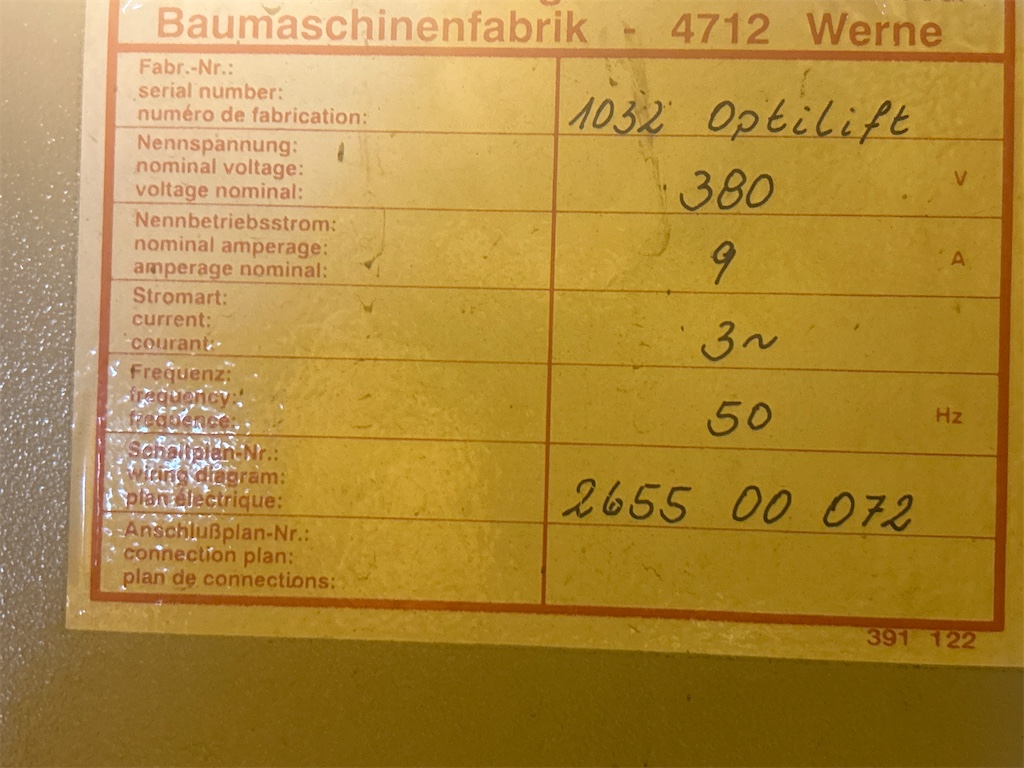 Baumaschinenfabrik - 4712 Werne
Fabr.-Nr.:
serial number:
numéro de fabrication:
1032 Optilift
Nennspannung:
nominal voltage:
voltage nominal:
380 V
Nennbetriebsstrom:
nominal amperage:
amperage nominal:
9 A
Stromart:
current:
courant:
3~
Frequenz:
frequency:
fréquence:
50 Hz
Schaltplan-Nr.:
wiring diagram:
plan électrique:
2655 00 072
Anschlußplan-Nr.:
connection plan:
plan de connections:
391 122